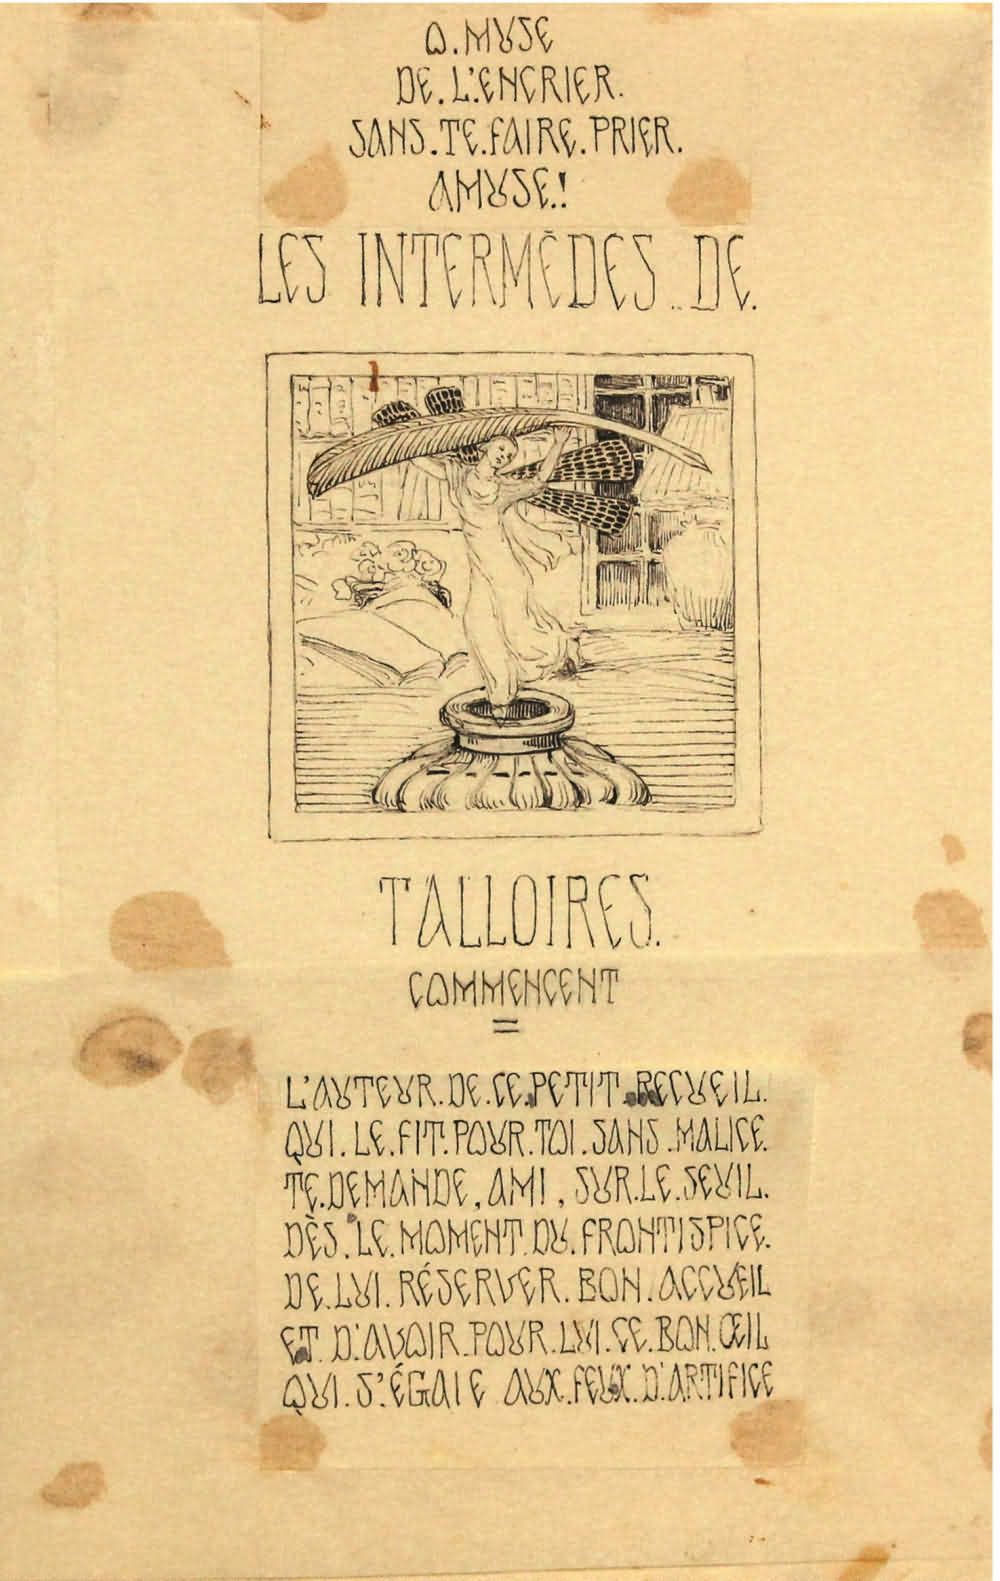 O.MUSE
DE.L'ENCRIER.
SANS.TE.FAIRE.PRIER.
AMUSE.!
LES INTERMÈDES..DE.
TALLOIRES.
COMMENCENT
=
L'AUTEUR.DE.CE.PETIT.RECUEIL.
QUI.LE.FIT.POUR.TOI.SANS.MALICE.
TE.DEMANDE,AMI,SUR.LE.SEUIL.
DÈS.LE.MOMENT.DU.FRONTISPICE.
DE.LUI.RÉSERVER.BON.ACCUEIL
ET.D'AVOIR.POUR.LUI.CE.BON.ŒIL
QUI.S'ÉGAIE AUX.FEUX.D'ARTIFICE